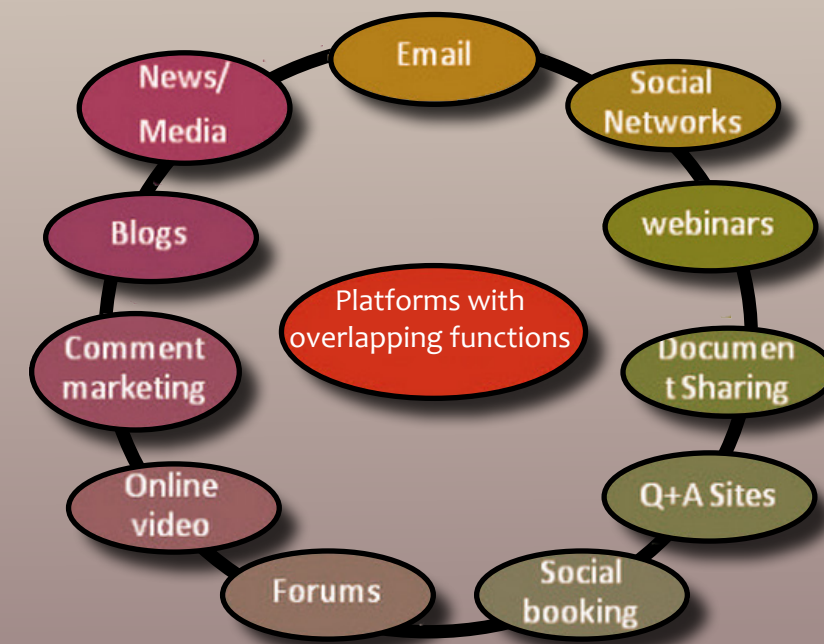 Email
Social
Networks
webinars
Documen
t Sharing
Q+A Sites
Social
booking
Forums
Online
video
Comment
marketing
Blogs
News/
Media
Platforms with
overlapping functions